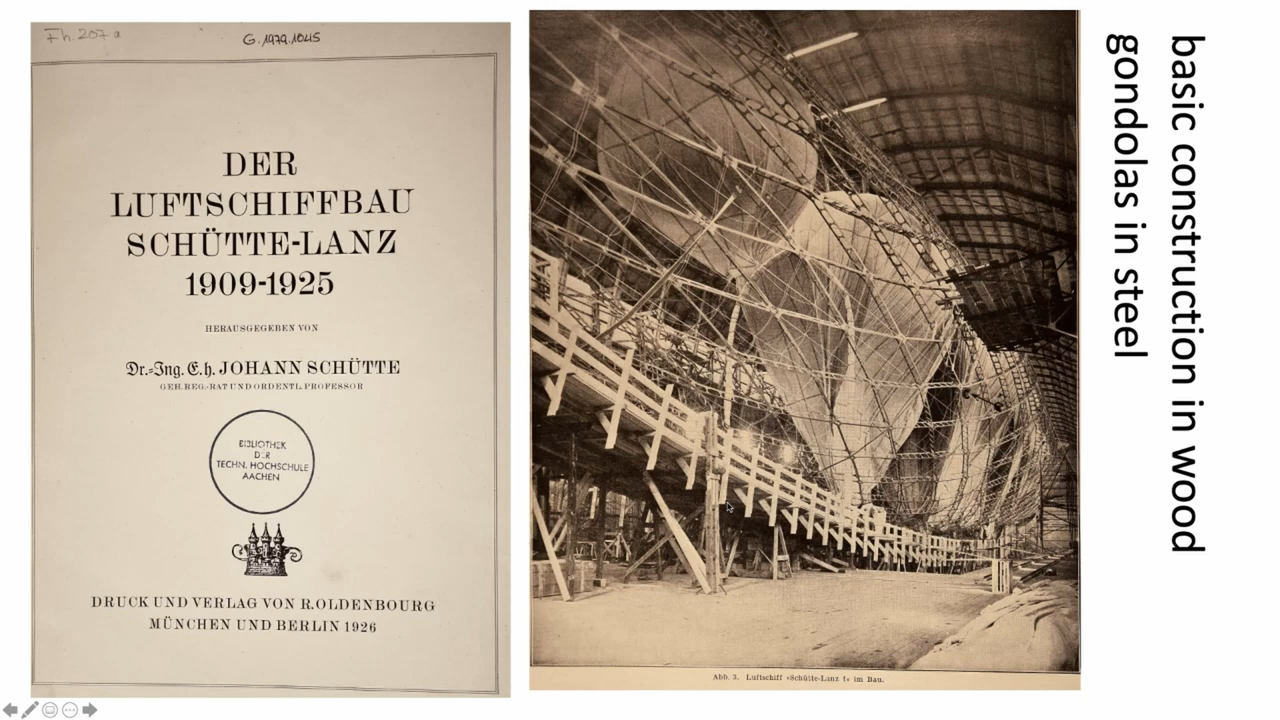 Fh. 207 a
G. 1979.1045
DER
LUFTSCHIFFBAU
SCHÜTTE-LANZ
1909-1925
HERAUSGEGEBEN VON
Dr.=Ing. E. h. JOHANN SCHÜTTE
GEH. REG.-RAT UND ORDENTL. PROFESSOR
BIBLIOTHEK
DER
TECHN. HOCHSCHULE
AACHEN
DRUCK UND VERLAG VON R. OLDENBOURG
MÜNCHEN UND BERLIN 1926
Abb. 3. Luftschiff »Schütte-Lanz 1« im Bau.
basic construction in wood
gondolas in steel